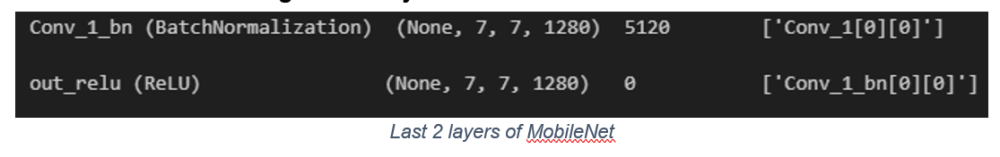 Conv_1_bn (BatchNormalization) (None, 7, 7, 1280) 5120 ['Conv_1[0][0]']
out_relu (ReLU) (None, 7, 7, 1280) 0 ['Conv_1_bn[0][0]']
Last 2 layers of MobileNet